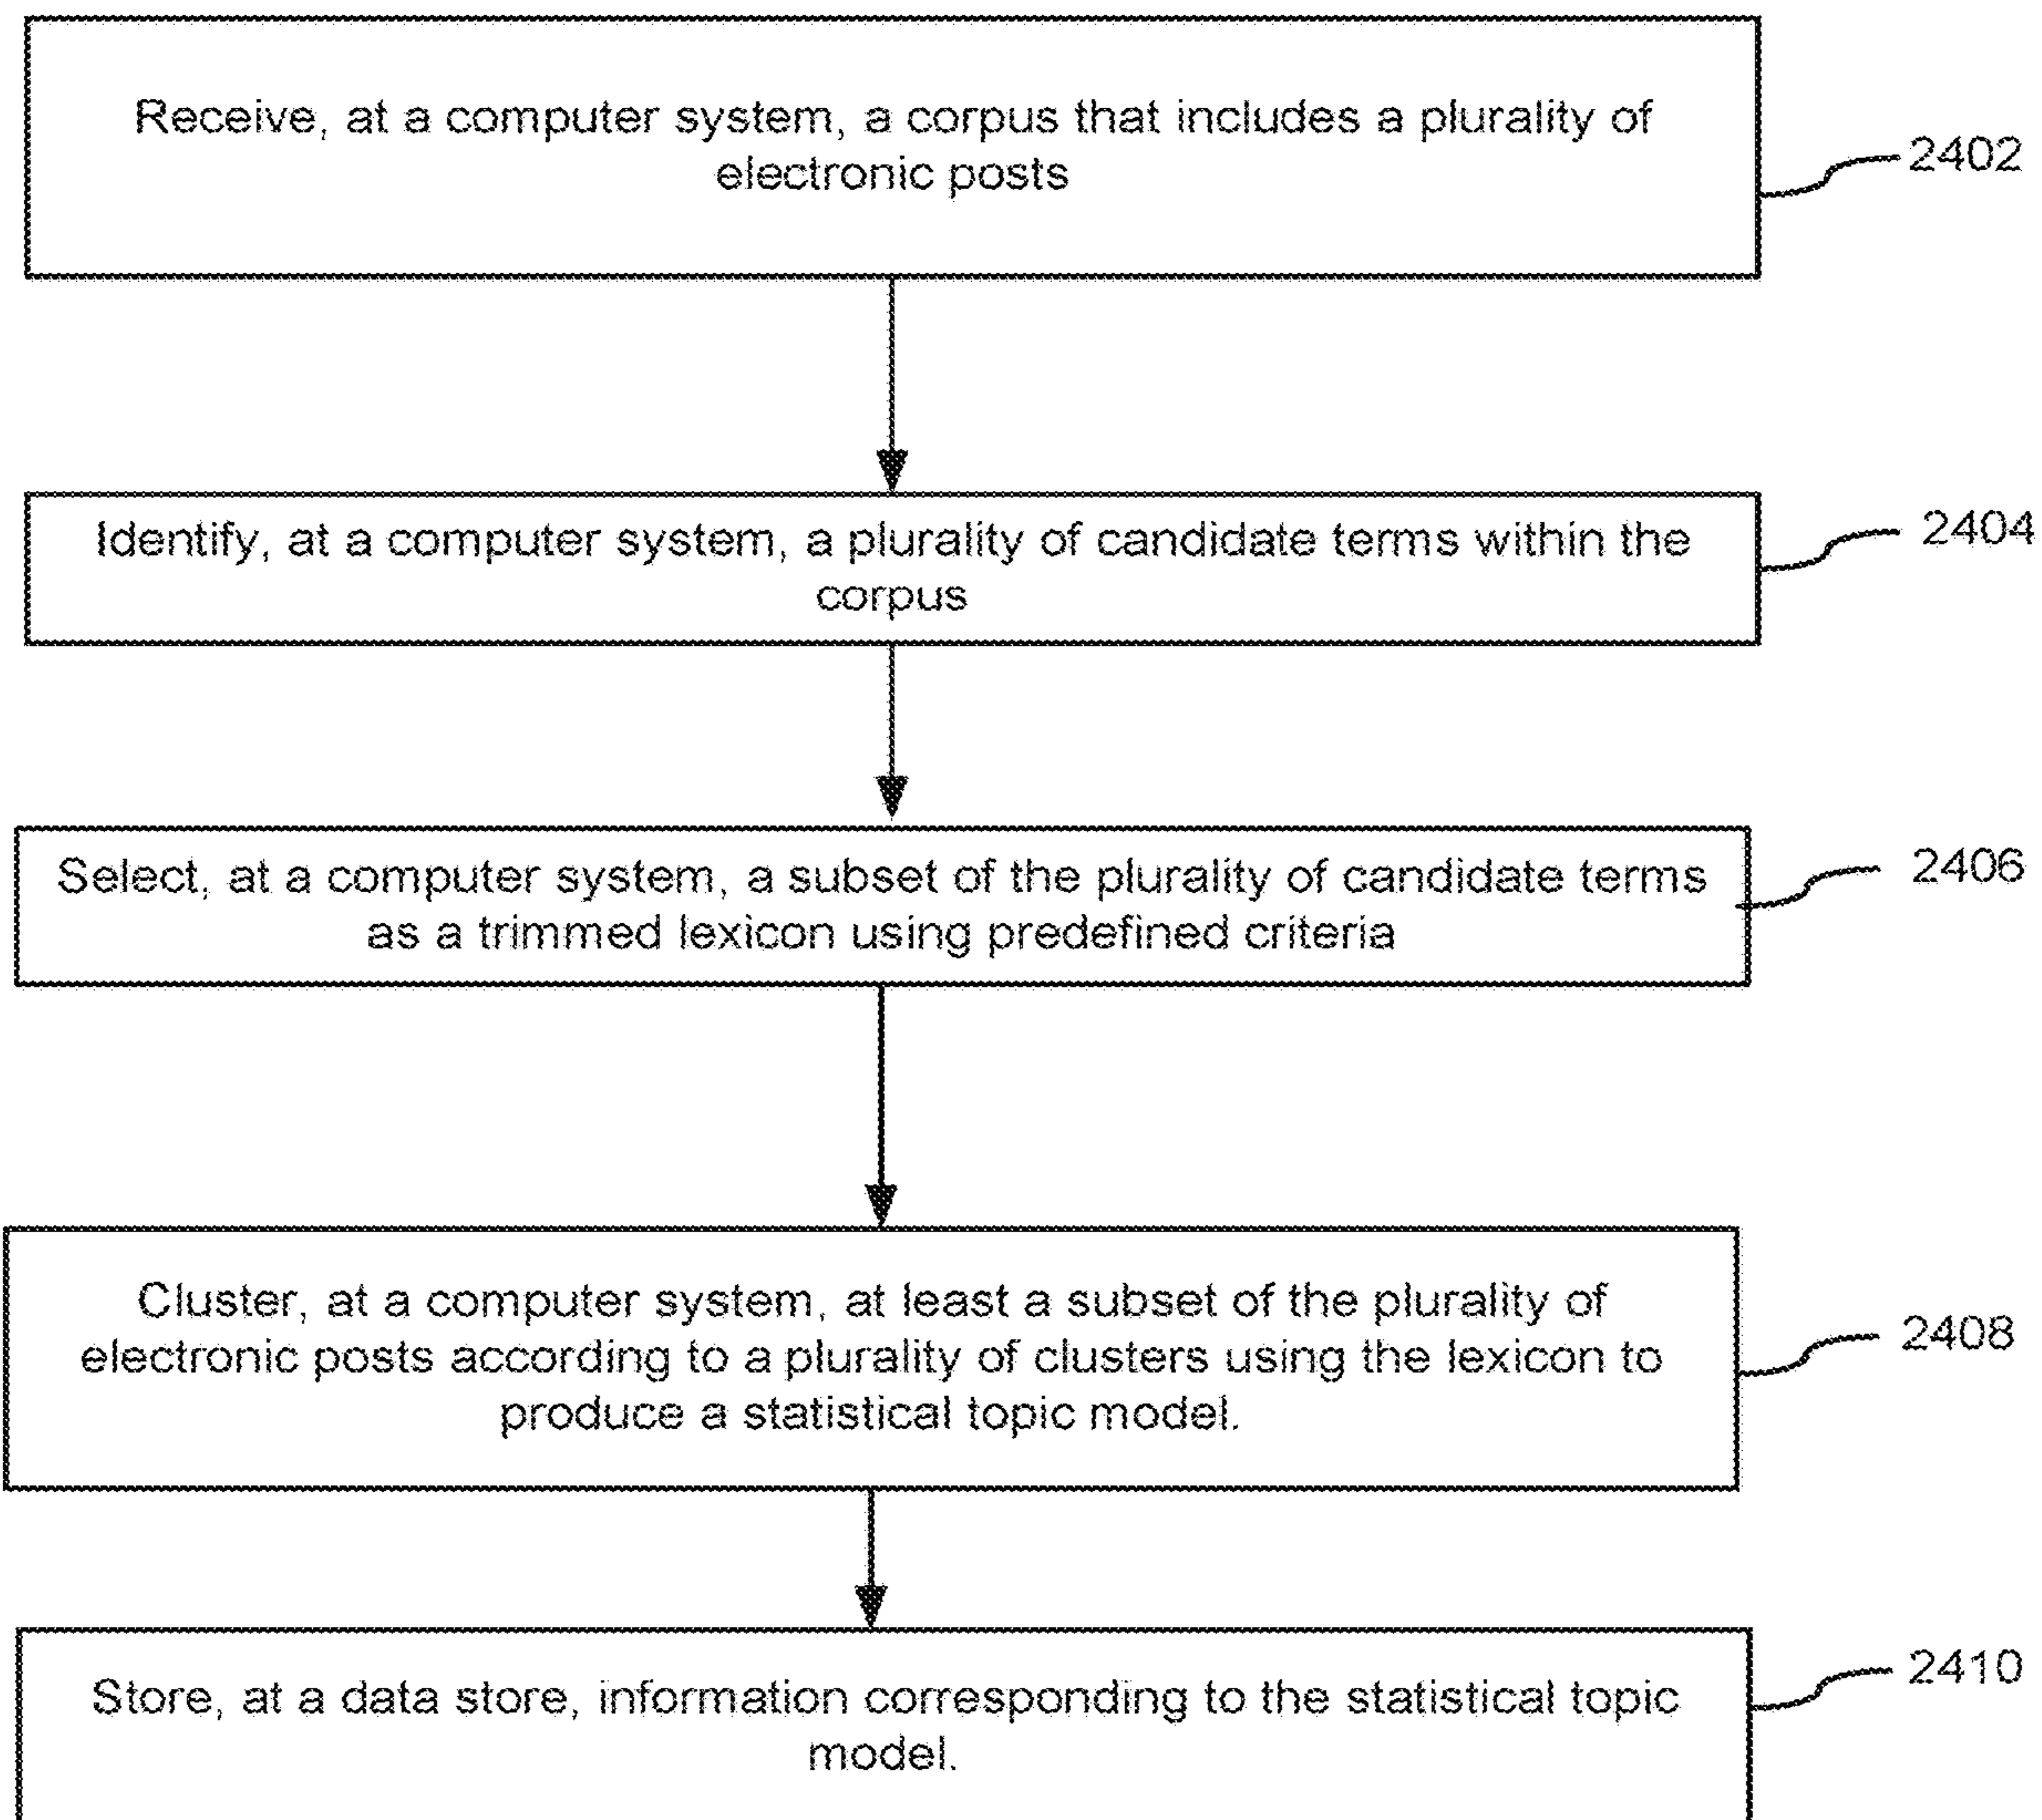 Receive, at a computer system, a corpus that includes a plurality of
electronic posts
2402
Identify, at a computer system, a plurality of candidate terms within the
corpus
2404
Select, at a computer system, a subset of the plurality of candidate terms
as a trimmed lexicon using predefined criteria
2406
Cluster, at a computer system, at least a subset of the plurality of
electronic posts according to a plurality of clusters using the lexicon to
produce a statistical topic model.
2408
Store, at a data store, information corresponding to the statistical topic
model.
2410